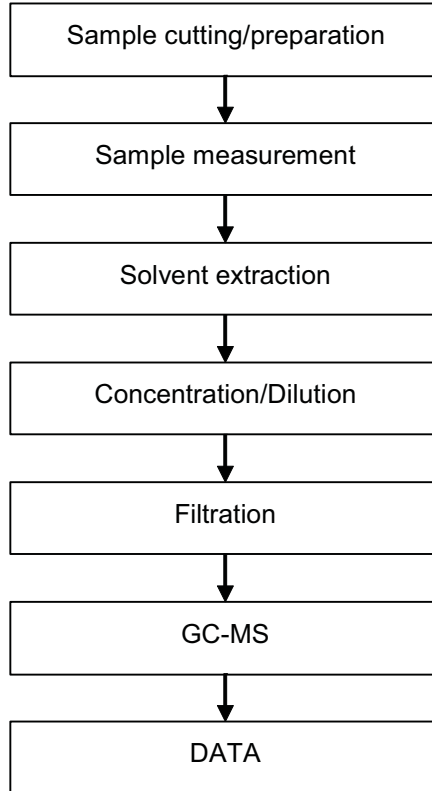 Sample cutting/preparation
Sample measurement
Solvent extraction
Concentration/Dilution
Filtration
GC-MS
DATA